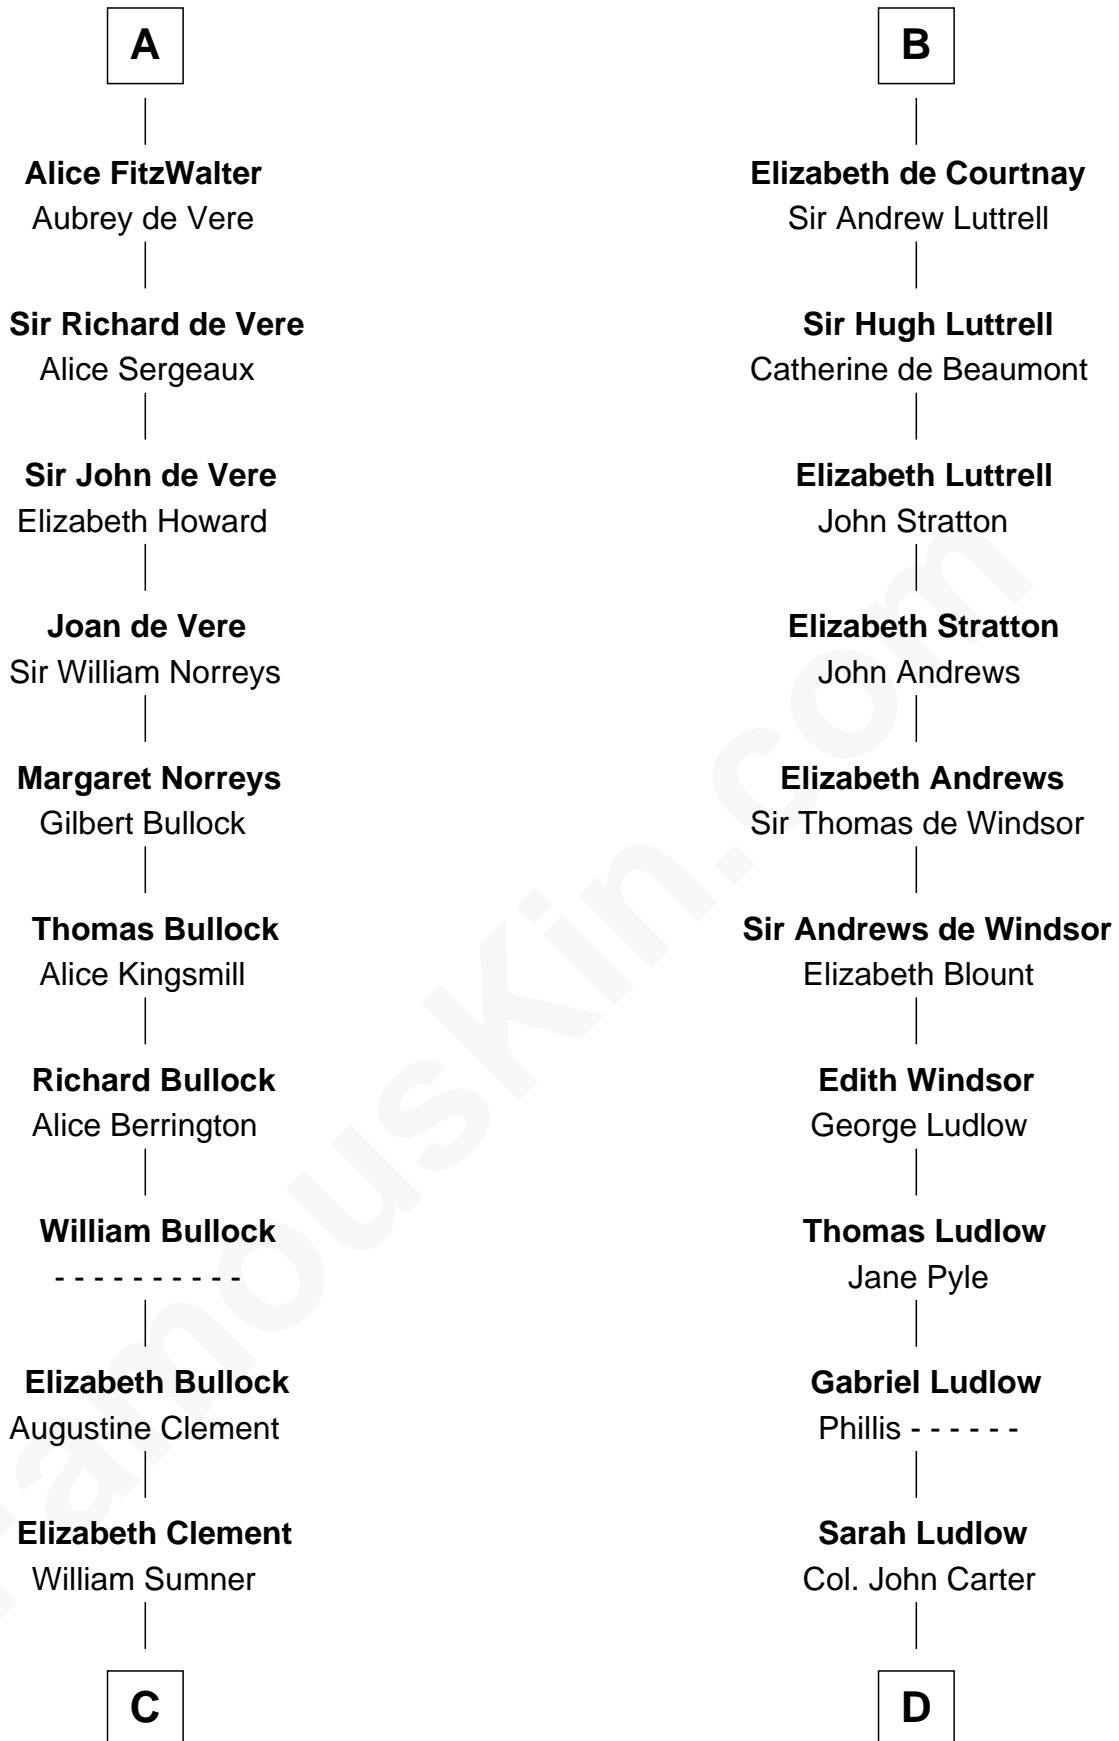 A
Alice FitzWalter
Aubrey de Vere
Sir Richard de Vere
Alice Sergeaux
Sir John de Vere
Elizabeth Howard
Joan de Vere
Sir William Norreys
Margaret Norreys
Gilbert Bullock
Thomas Bullock
Alice Kingsmill
Richard Bullock
Alice Berrington
William Bullock
- - - - - - - - - -
Elizabeth Bullock
Augustine Clement
Elizabeth Clement
William Sumner
C
B
Elizabeth de Courtnay
Sir Andrew Luttrell
Sir Hugh Luttrell
Catherine de Beaumont
Elizabeth Luttrell
John Stratton
Elizabeth Stratton
John Andrews
Elizabeth Andrews
Sir Thomas de Windsor
Sir Andrews de Windsor
Elizabeth Blount
Edith Windsor
George Ludlow
Thomas Ludlow
Jane Pyle
Gabriel Ludlow
Phillis - - - - - -
Sarah Ludlow
Col. John Carter
D
FamousKin.com